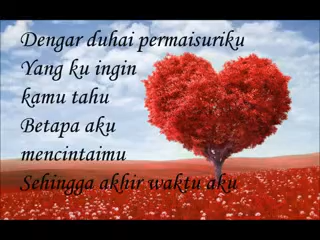 Dengar duhai permaisuriku
Yang ku ingin
kamu tahu
Betapa aku
mencintaimu
Sehingga akhir waktu aku